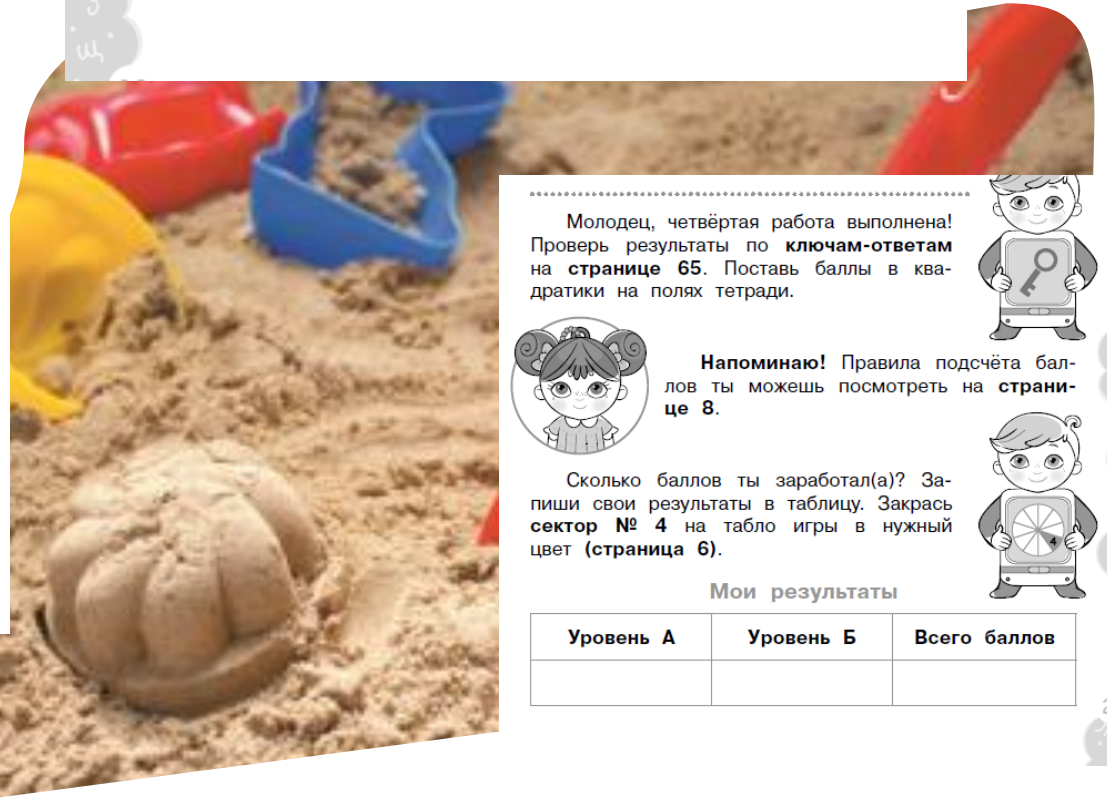 З
щ
Молодец, четвёртая работа выполнена!
Проверь результаты по ключам-ответам
на странице 65. Поставь баллы в ква-
дратики на полях тетради.
Напоминаю! Правила подсчёта бал-
лов ты можешь посмотреть на страни-
це 8.
Сколько баллов ты заработал(а)? За-
пиши свои результаты в таблицу. Закрась
сектор № 4 на табло игры в нужный
цвет (страница 6).
4
Мои результаты
Уровень А Уровень Б Всего баллов